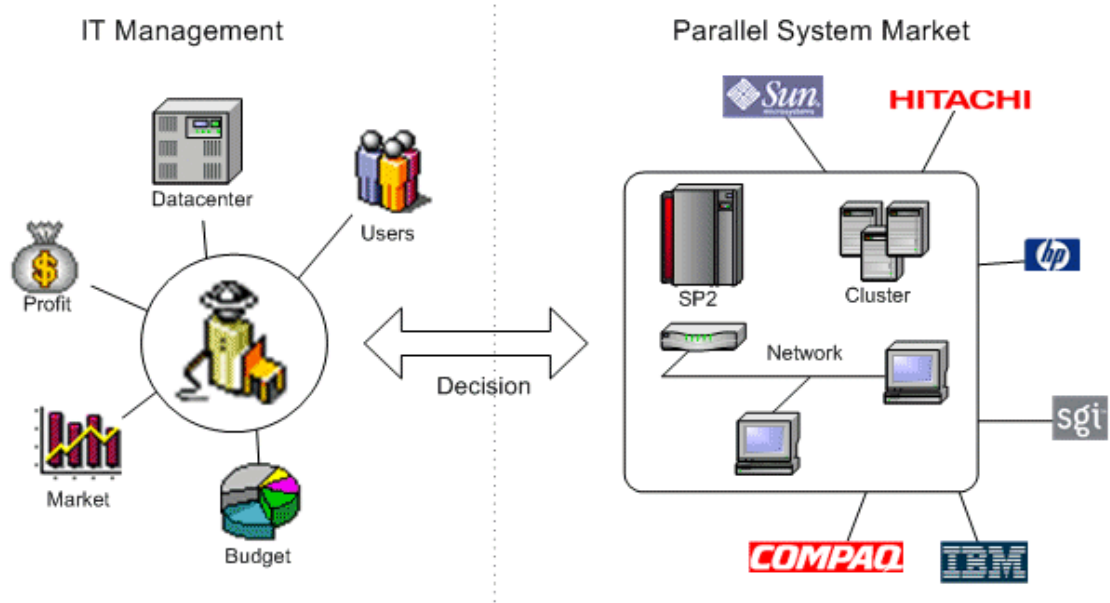 IT Management
Parallel System Market
Sun
microsystems
HITACHI
Datacenter
Users
Profit
$
SP2
Cluster
hp
Network
Decision
sgi
Market
Budget
COMPAQ
IBM